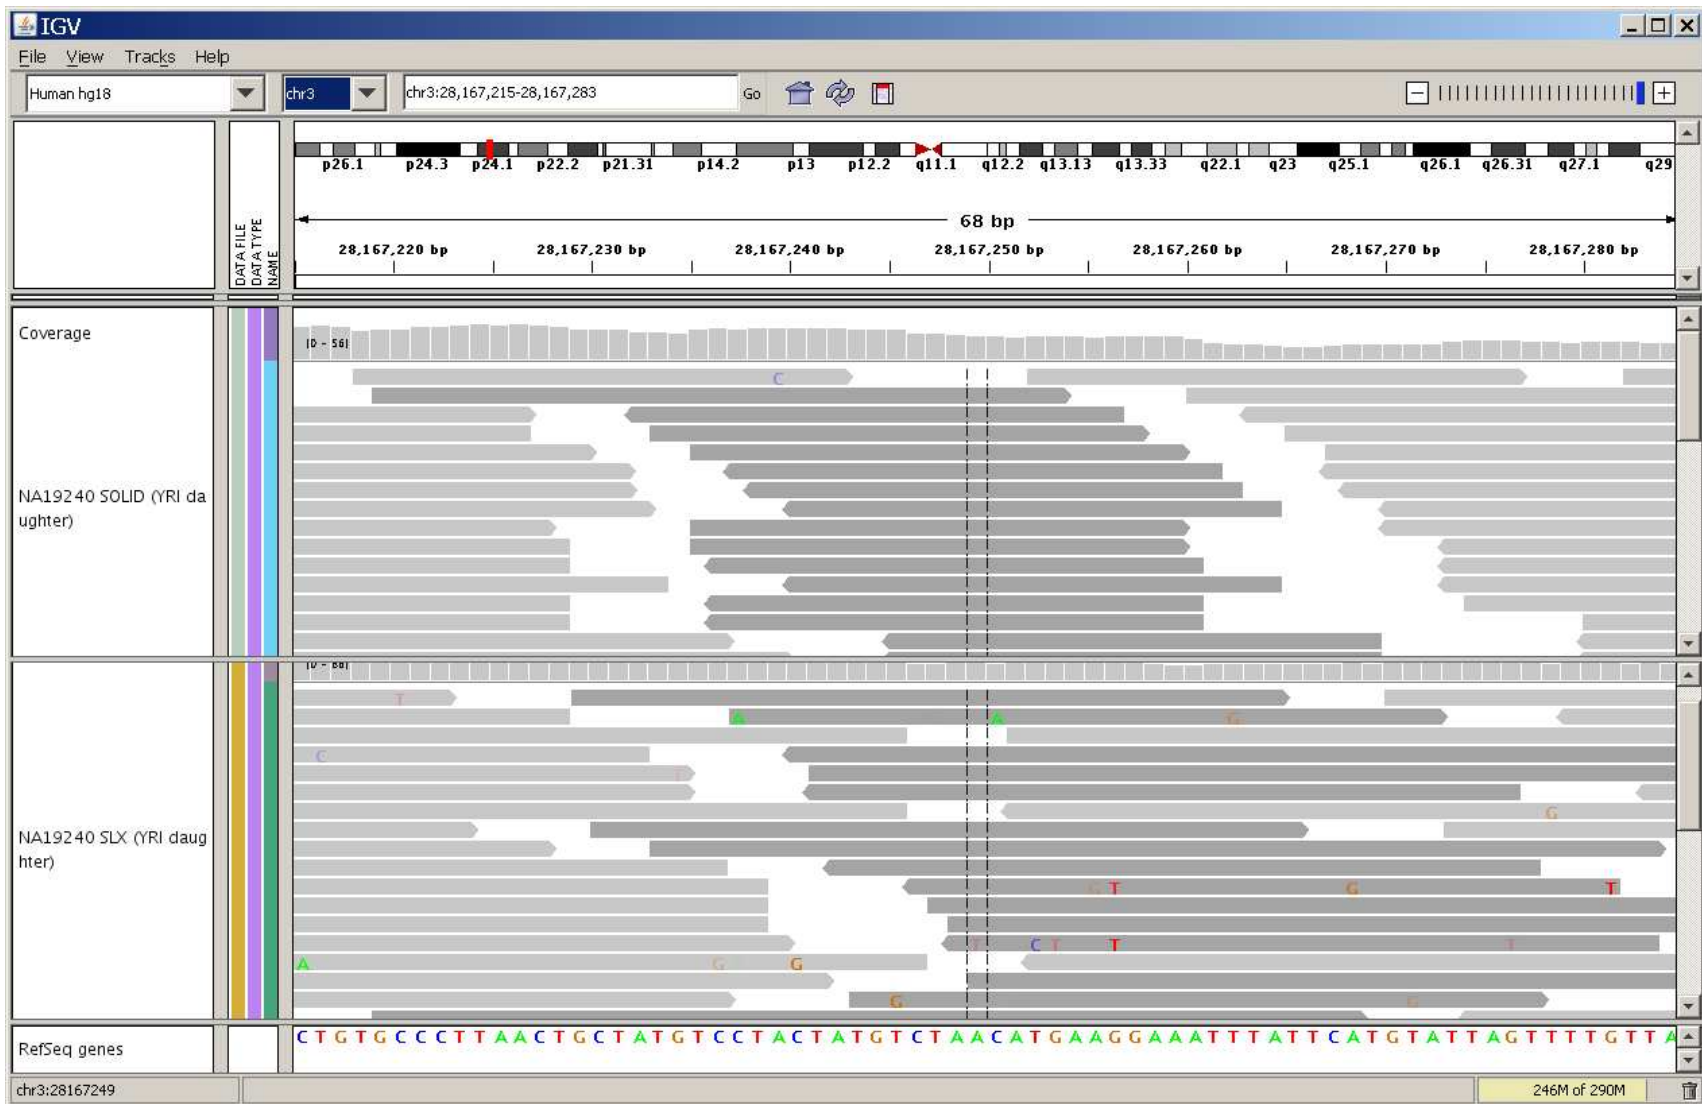 IGV
File View Tracks Help
Human hg18 chr3 chr3:28,167,215-28,167,283 Go
p26.1 p24.3 p24.1 p22.2 p21.31 p14.2 p13 p12.2 q11.1 q12.2 q13.13 q13.33 q22.1 q23 q25.1 q26.1 q26.31 q27.1 q29
68 bp
28,167,220 bp 28,167,230 bp 28,167,240 bp 28,167,250 bp 28,167,260 bp 28,167,270 bp 28,167,280 bp
DATA FILE
DATA TYPE
NAME
Coverage
[0 - 56]
C
NA19240 SOLID (YRI da
ughter)
T
A A G
C
T
G
NA19240 SLX (YRI daug
hter)
G T G T
T C T T T
A G G
G G
C T G T G C C C T T A A C T G C T A T G T C C T A C T A T G T C T A A C A T G A A G G A A A T T T A T T C A T G T A T T A G T T T T G T T A
RefSeq genes
chr3:28167249 246M of 290M